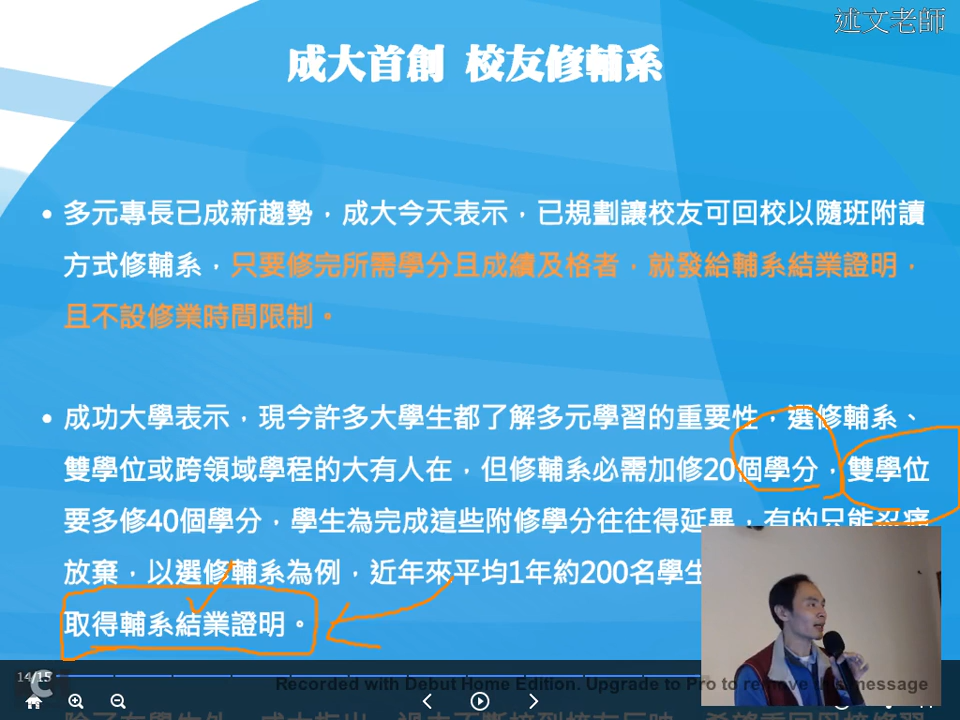 述文老師
成大首創 校友修輔系
• 多元專長已成新趨勢，成大今天表示，已規劃讓校友可回校以隨班附讀
方式修輔系，只要修完所需學分且成績及格者，就發給輔系結業證明，
且不設修業時間限制。
• 成功大學表示，現今許多大學生都了解多元學習的重要性，選修輔系、
雙學位或跨領域學程的大有人在，但修輔系必需加修20個學分，雙學位
要多修40個學分，學生為完成這些附修學分往往得延畢，有的只能忍痛
放棄，以選修輔系為例，近年來平均1年約200名學生
取得輔系結業證明。
14/15
Recorded with Debut Home Edition. Upgrade to Pro to remove this message